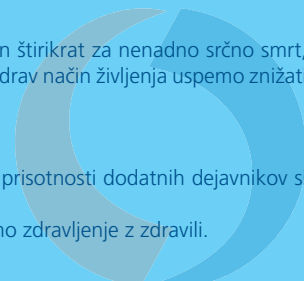 n štirikrat za nenadno srčno smrt,
drav način življenja uspemo znižat
prisotnosti dodatnih dejavnikov s
no zdravljenje z zdravili.